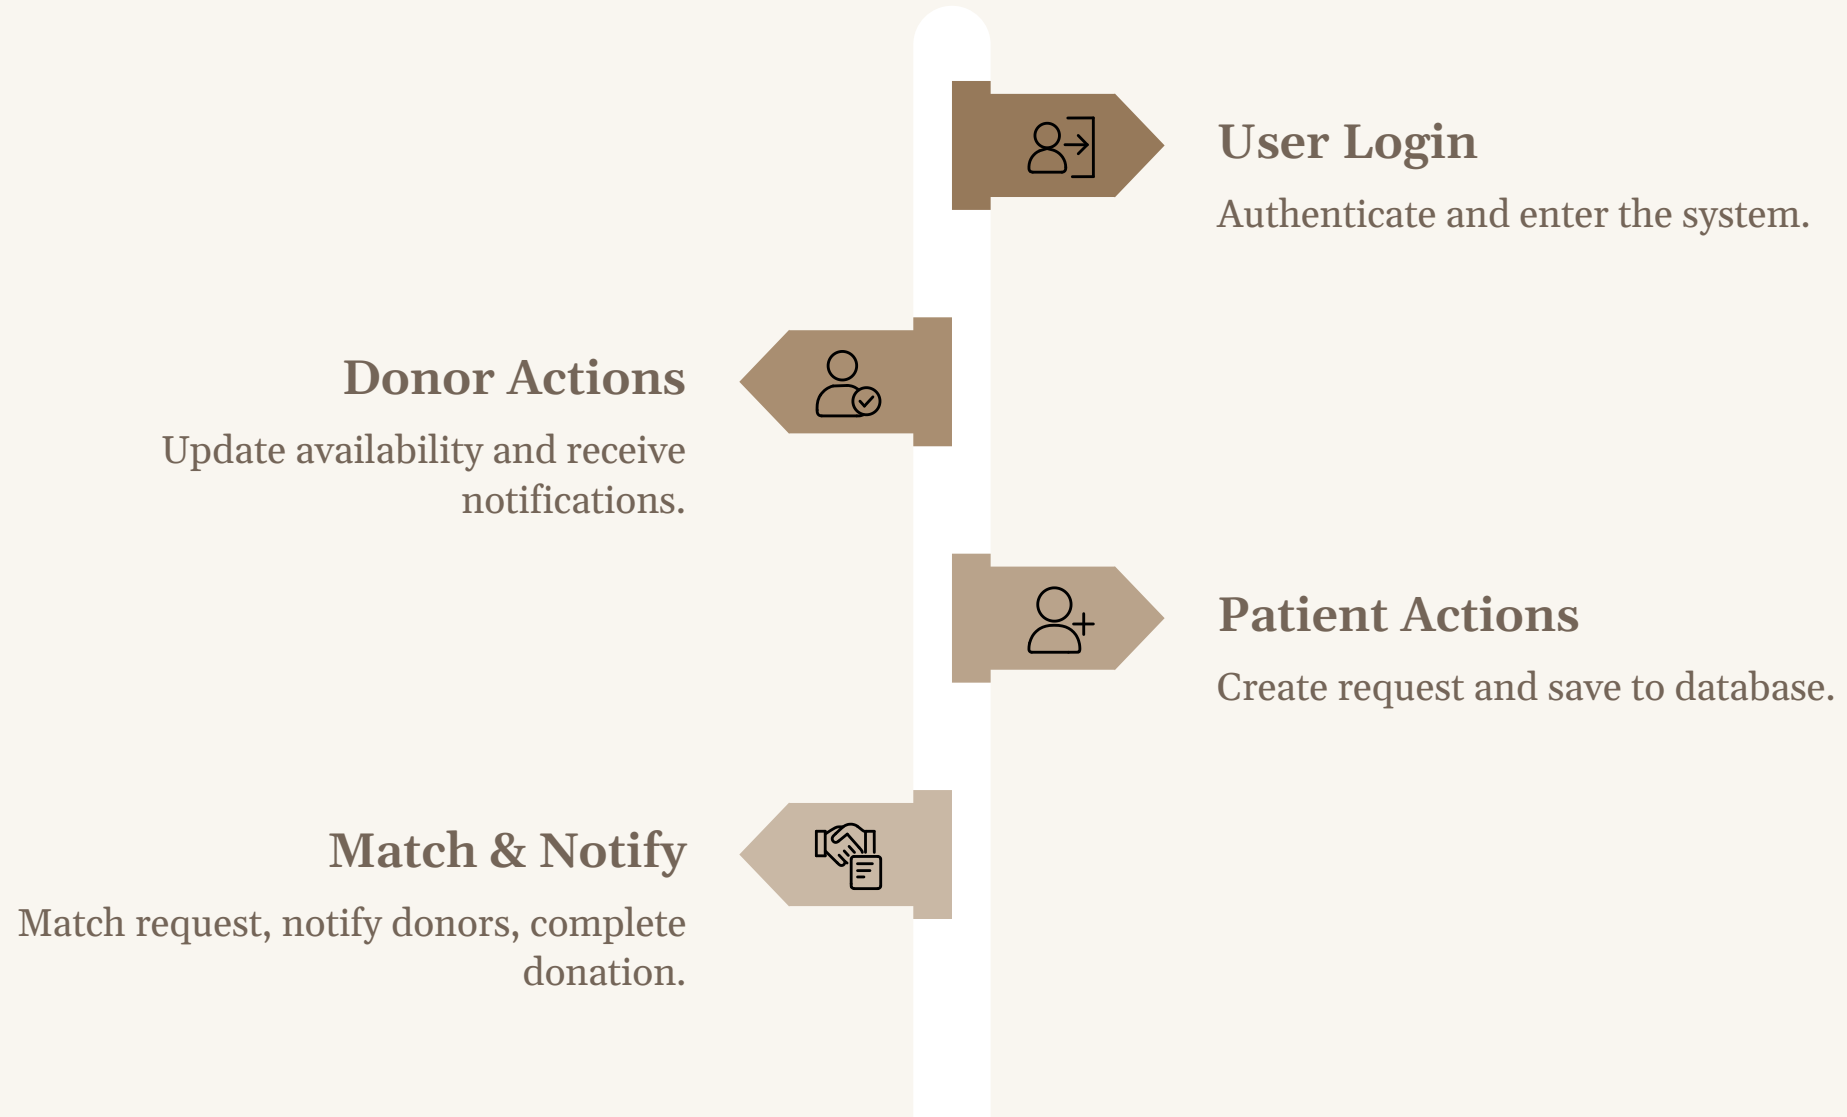 User Login
Authenticate and enter the system.
Donor Actions
Update availability and receive
notifications.
Patient Actions
Create request and save to database.
Match & Notify
Match request, notify donors, complete
donation.